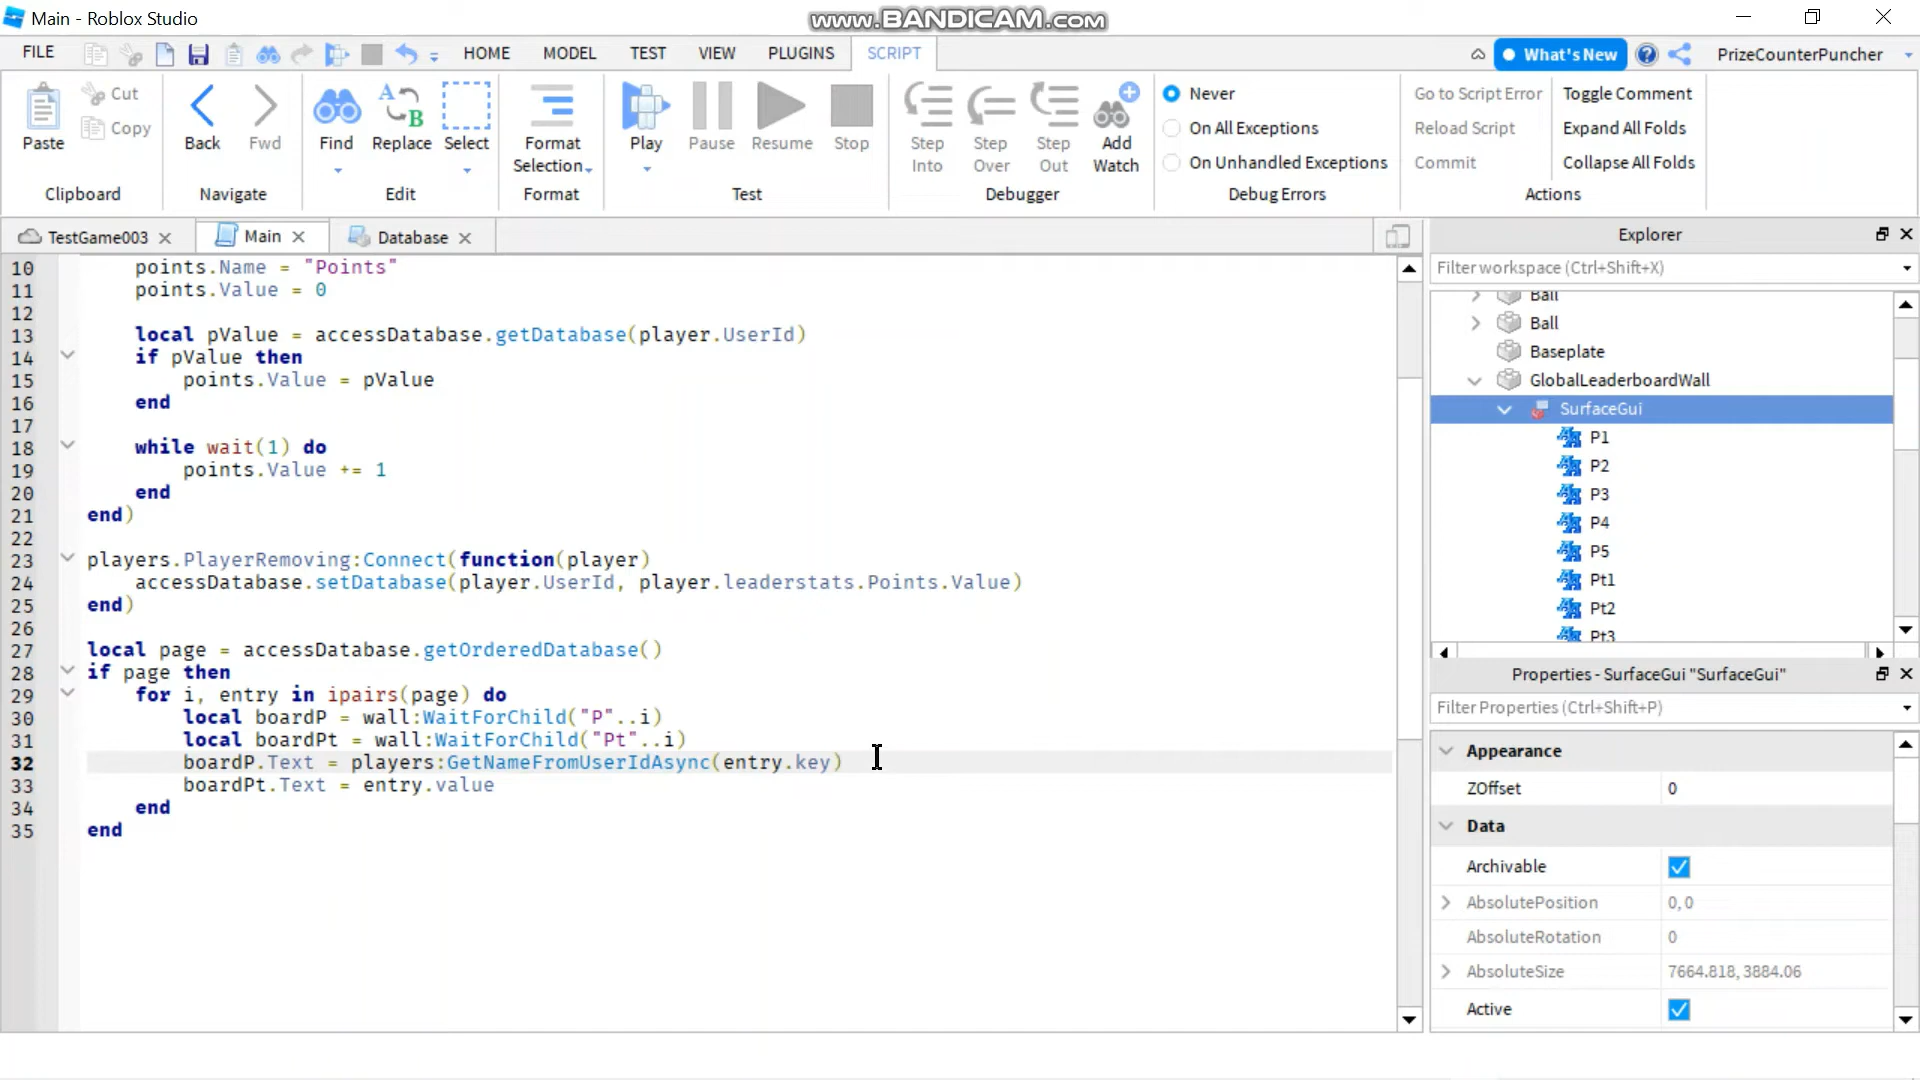 Main - Roblox Studio
www.BANDICAM.com
FILE HOME MODEL TEST VIEW PLUGINS SCRIPT What's New PrizeCounterPuncher
Paste Cut Copy Back Fwd Find Replace Select Format Selection Play Pause Resume Stop Step Into Step Over Step Out Add Watch
Never
On All Exceptions
On Unhandled Exceptions
Go to Script Error
Reload Script
Commit
Toggle Comment
Expand All Folds
Collapse All Folds
Clipboard Navigate Edit Format Test Debugger Debug Errors Actions
TestGame003 Main Database
10 points.Name = "Points"
11 points.Value = 0
12
13 local pValue = accessDatabase.getDatabase(player.UserId)
14 if pValue then
15 points.Value = pValue
16 end
17
18 while wait(1) do
19 points.Value += 1
20 end
21 end)
22
23 players.PlayerRemoving:Connect(function(player)
24 accessDatabase.setDatabase(player.UserId, player.leaderstats.Points.Value)
25 end)
26
27 local page = accessDatabase.getOrderedDatabase()
28 if page then
29 for i, entry in ipairs(page) do
30 local boardP = wall:WaitForChild("P"..i)
31 local boardPt = wall:WaitForChild("Pt"..i)
32 boardP.Text = players:GetNameFromUserIdAsync(entry.key)
33 boardPt.Text = entry.value
34 end
35 end
Explorer
Filter workspace (Ctrl+Shift+X)
Ball
Ball
Baseplate
GlobalLeaderboardWall
SurfaceGui
P1
P2
P3
P4
P5
Pt1
Pt2
Pt3
Properties - SurfaceGui "SurfaceGui"
Filter Properties (Ctrl+Shift+P)
Appearance
ZOffset 0
Data
Archivable
AbsolutePosition 0, 0
AbsoluteRotation 0
AbsoluteSize 7664.818, 3884.06
Active